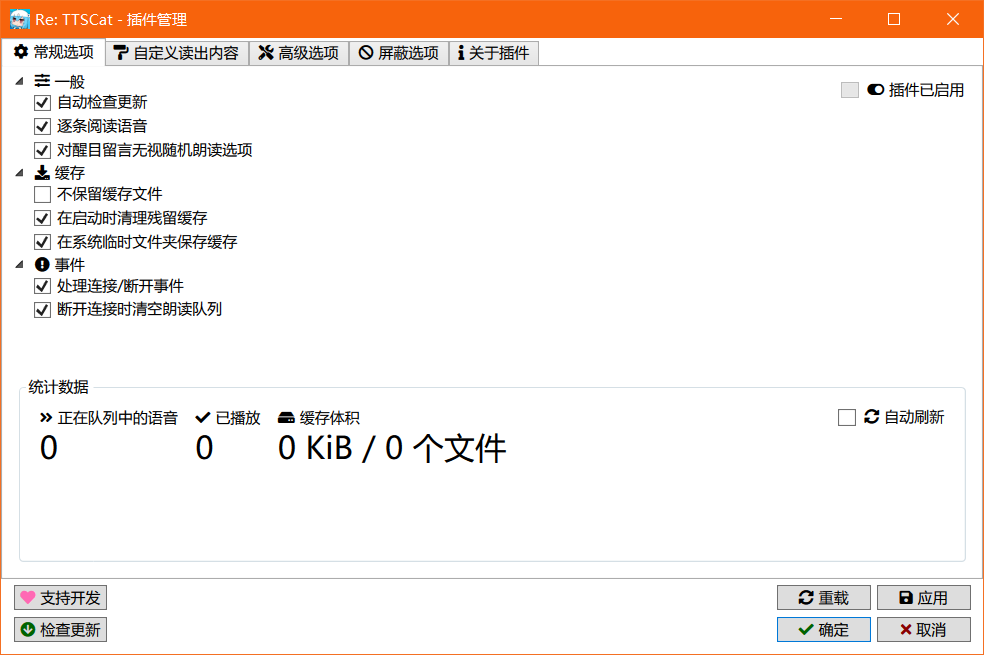 Re: TTSCat - 插件管理
常规选项 自定义读出内容 高级选项 屏蔽选项 关于插件
一般
插件已启用
自动检查更新
逐条阅读语音
对醒目留言无视随机朗读选项
缓存
不保留缓存文件
在启动时清理残留缓存
在系统临时文件夹保存缓存
事件
处理连接/断开事件
断开连接时清空朗读队列
统计数据
正在队列中的语音 已播放 缓存体积 自动刷新
0 0 0 KiB / 0 个文件
支持开发 重载 应用
检查更新 确定 取消